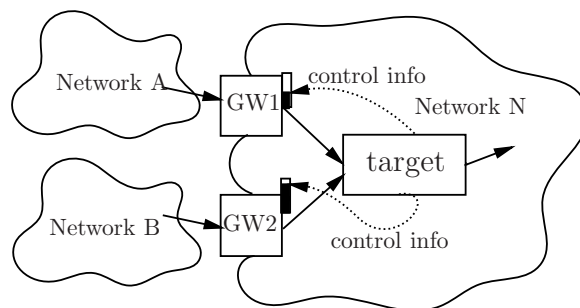 Network A
GW1
control info
Network N
target
Network B
GW2
control info